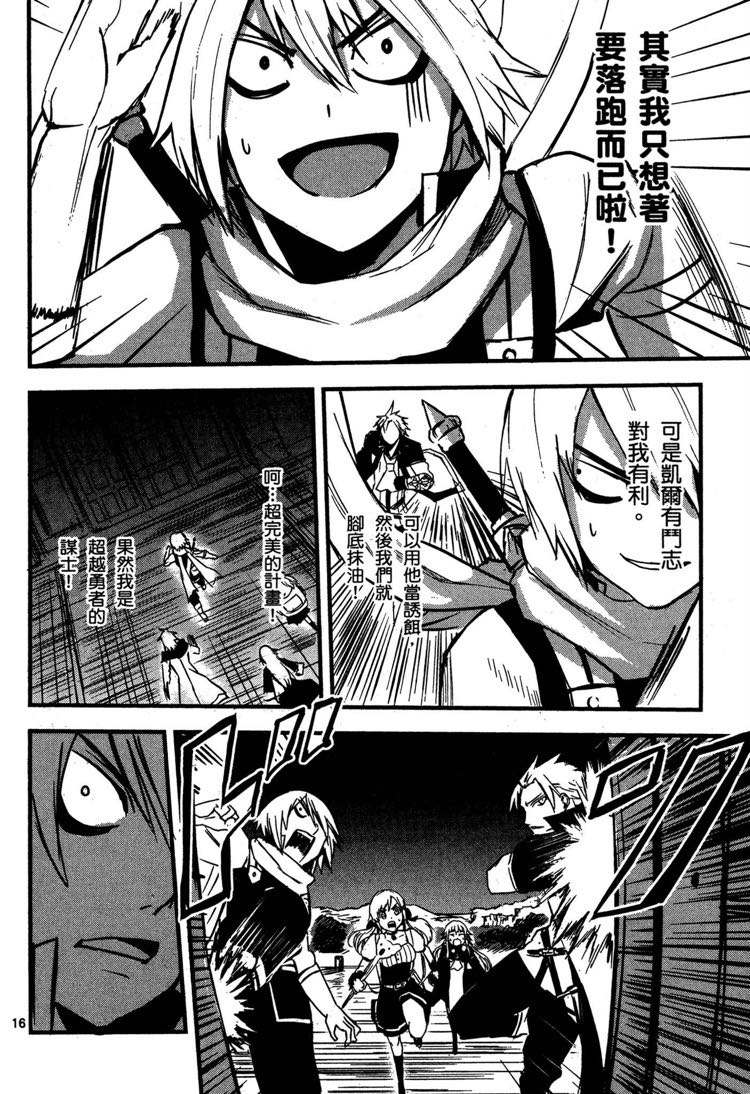 其實我只想著
要落跑而已啦！
可是凱爾有鬥志
對我有利。
可以用他當誘餌，
然後我們就
腳底抹油！
呵…超完美的計畫！
果然我是
超越勇者的
謀士！
C
16